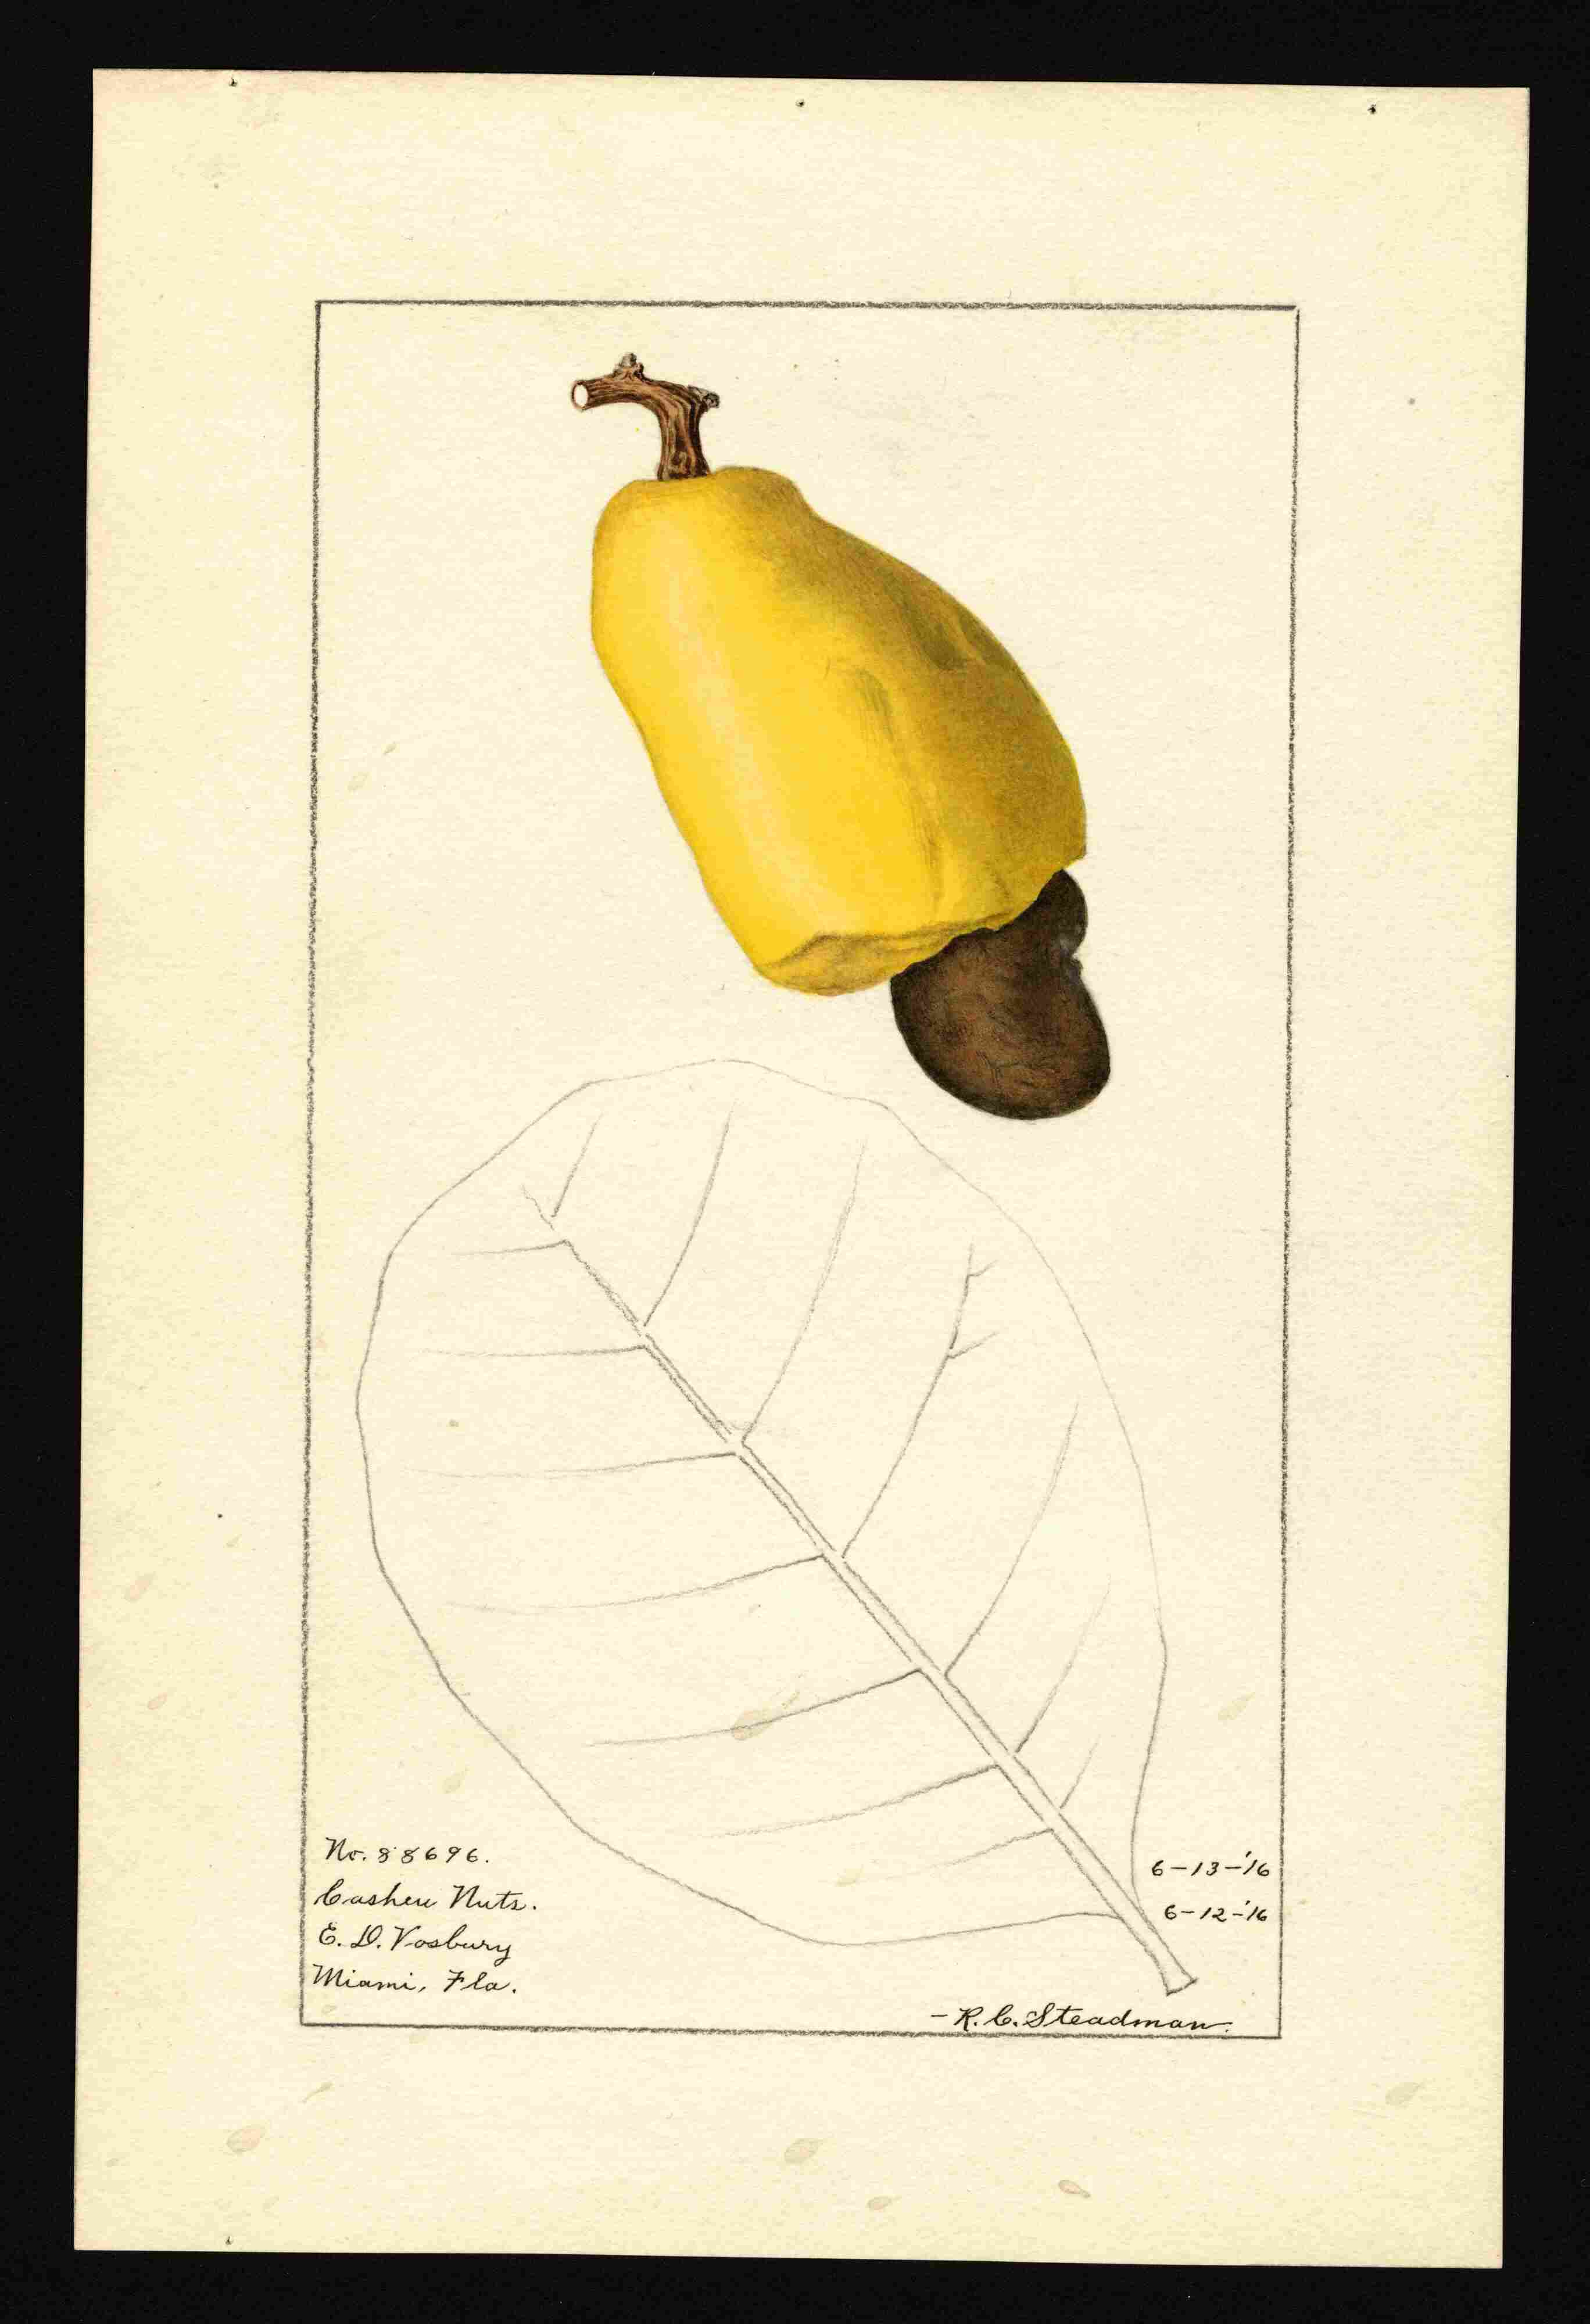 No. 88696.
Cashew Nuts.
E. D. Vosbury
Miami, Fla.
6-13-'16
6-12-'16
- R. C. Steadman.